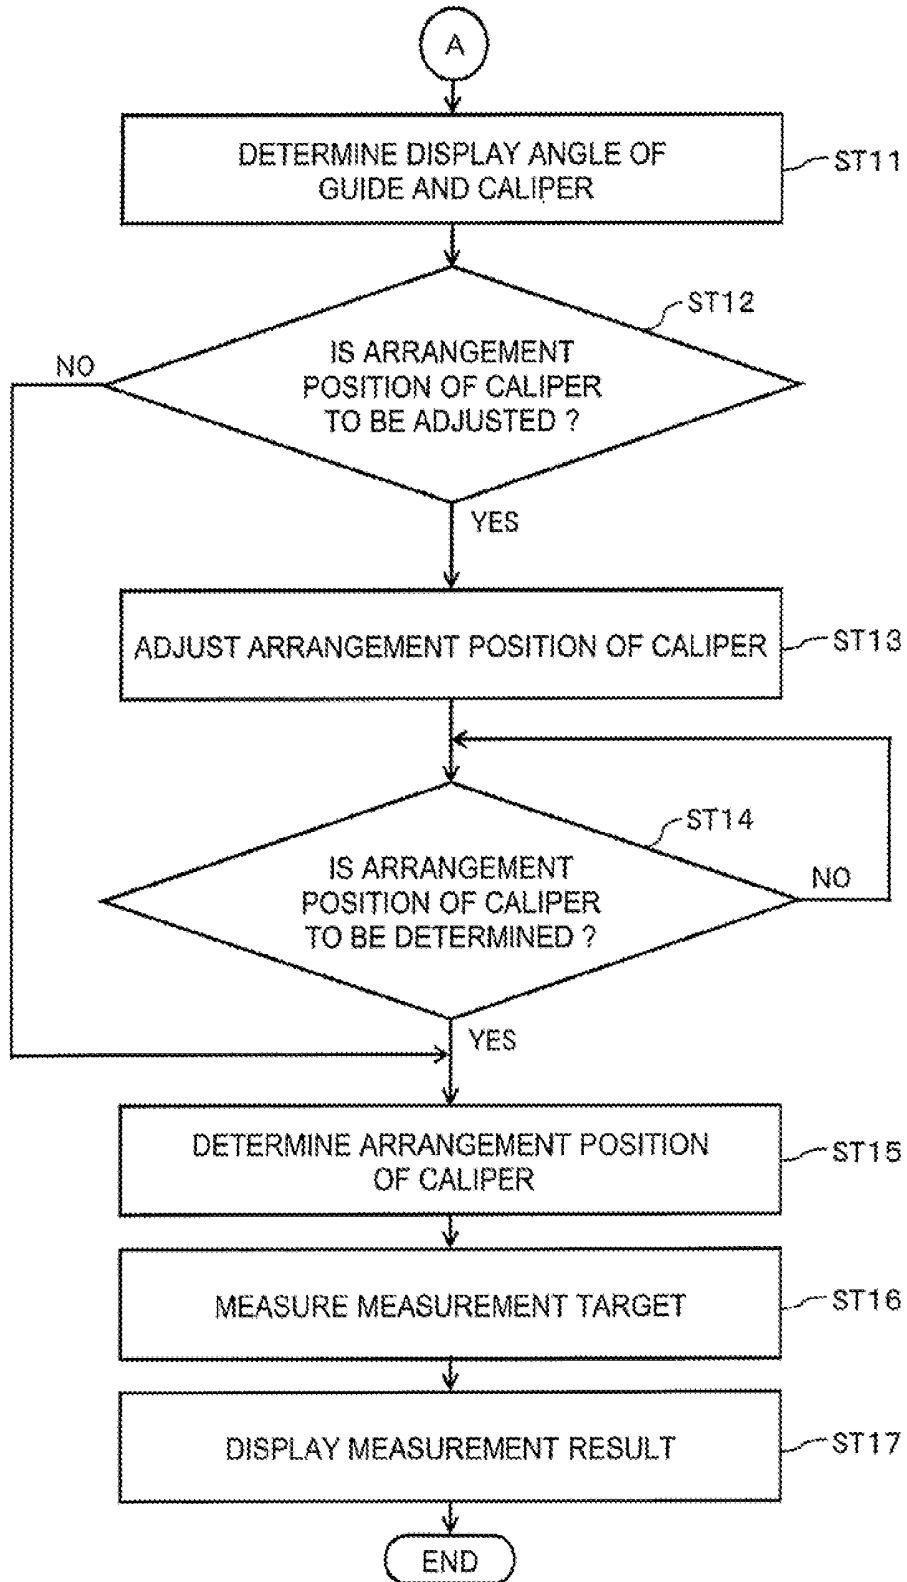 A
DETERMINE DISPLAY ANGLE OF
GUIDE AND CALIPER
ST11
ST12
IS ARRANGEMENT
POSITION OF CALIPER
TO BE ADJUSTED ?
NO
YES
ADJUST ARRANGEMENT POSITION OF CALIPER
ST13
ST14
IS ARRANGEMENT
POSITION OF CALIPER
TO BE DETERMINED ?
NO
YES
DETERMINE ARRANGEMENT POSITION
OF CALIPER
ST15
MEASURE MEASUREMENT TARGET
ST16
DISPLAY MEASUREMENT RESULT
ST17
END